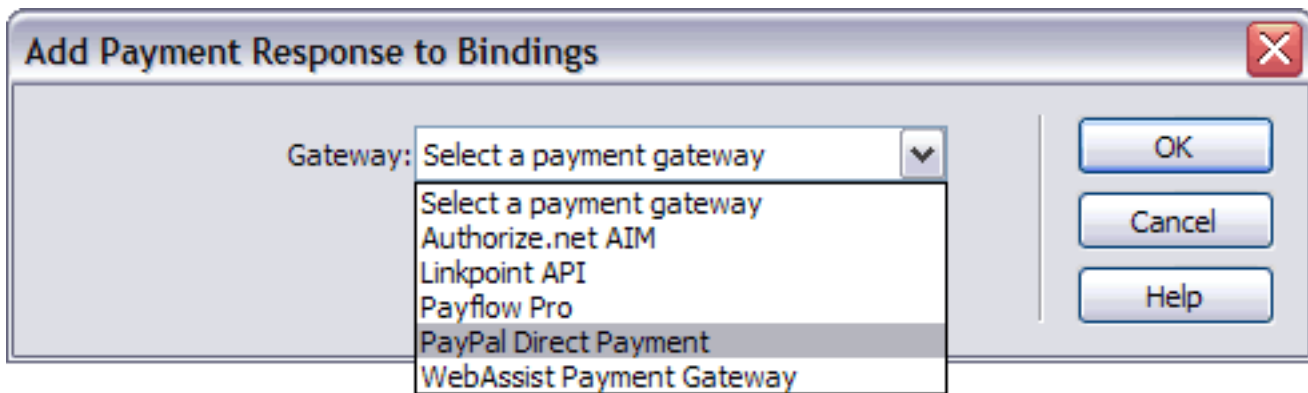 Add Payment Response to Bindings
Gateway: Select a payment gateway
OK
Select a payment gateway
Authorize.net AIM
Cancel
Linkpoint API
Payflow Pro
Help
PayPal Direct Payment
WebAssist Payment Gateway